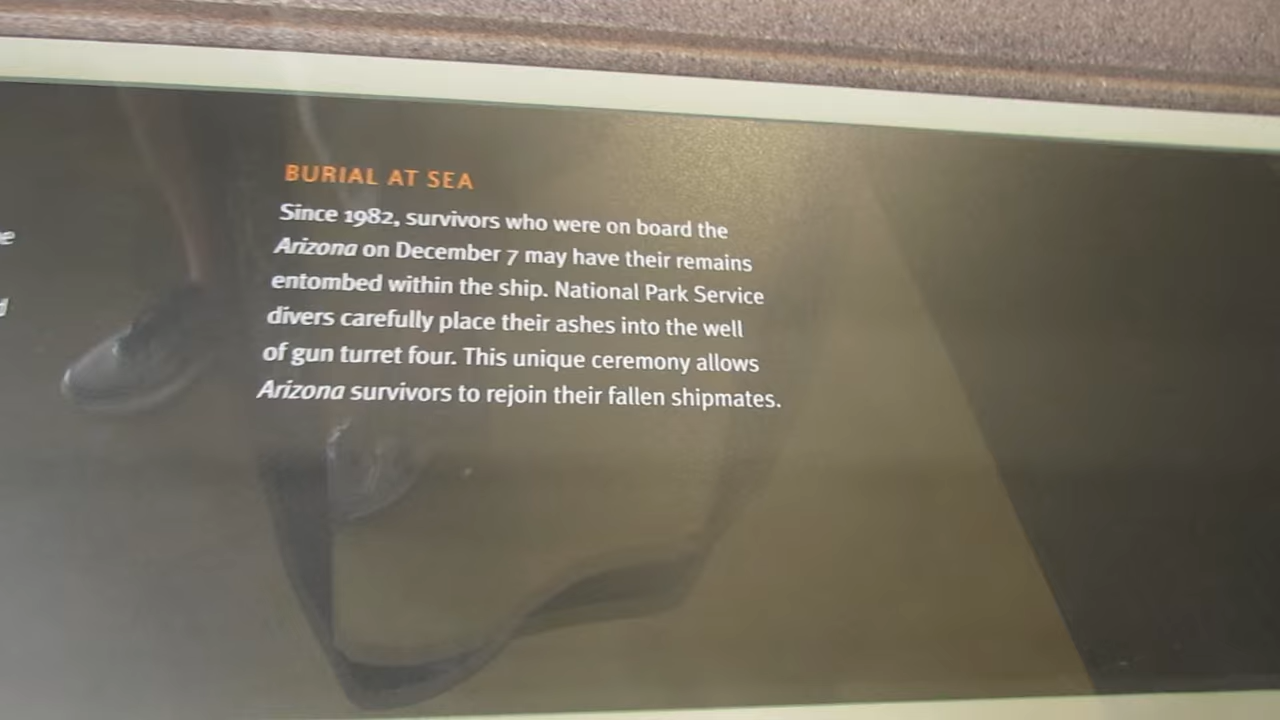 BURIAL AT SEA
Since 1982, survivors who were on board the
Arizona on December 7 may have their remains
entombed within the ship. National Park Service
divers carefully place their ashes into the well
of gun turret four. This unique ceremony allows
Arizona survivors to rejoin their fallen shipmates.